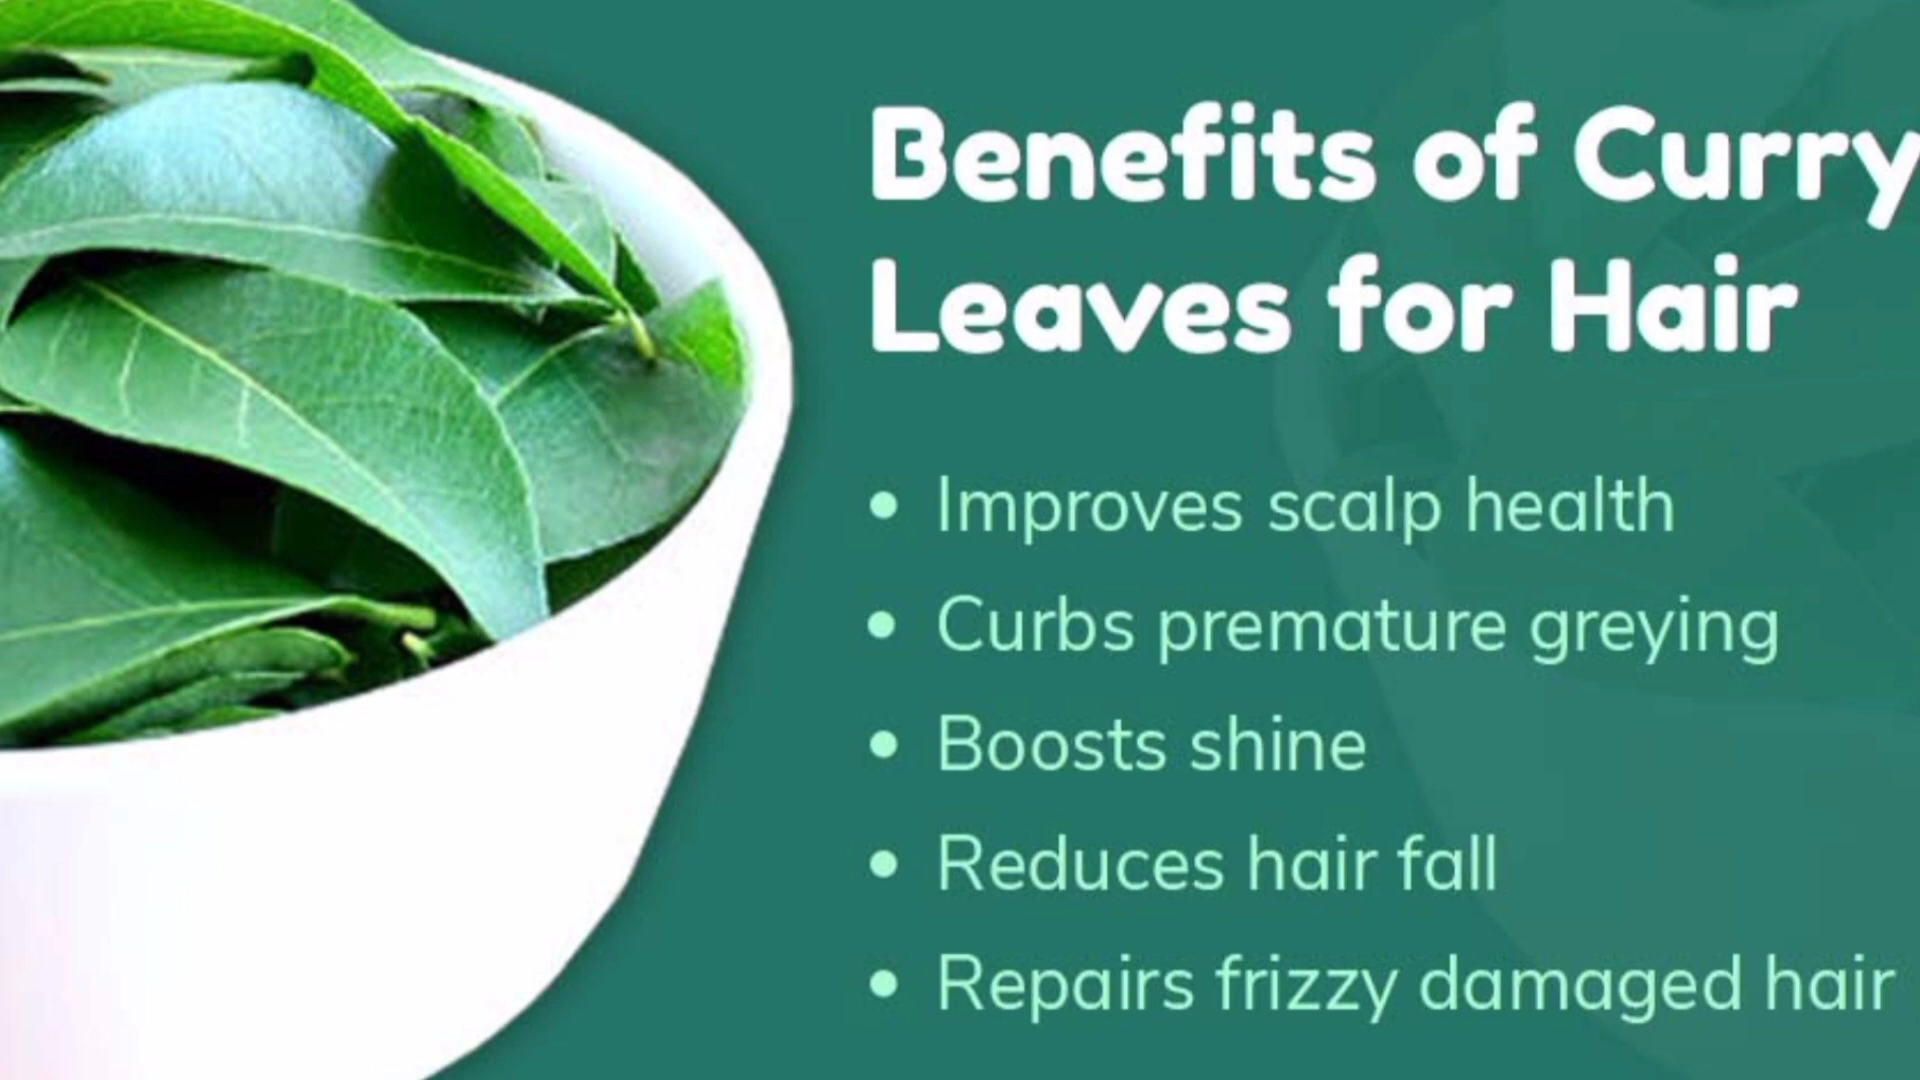 Benefits of Curry
Leaves for Hair
• Improves scalp health
• Curbs premature greying
• Boosts shine
• Reduces hair fall
• Repairs frizzy damaged hair